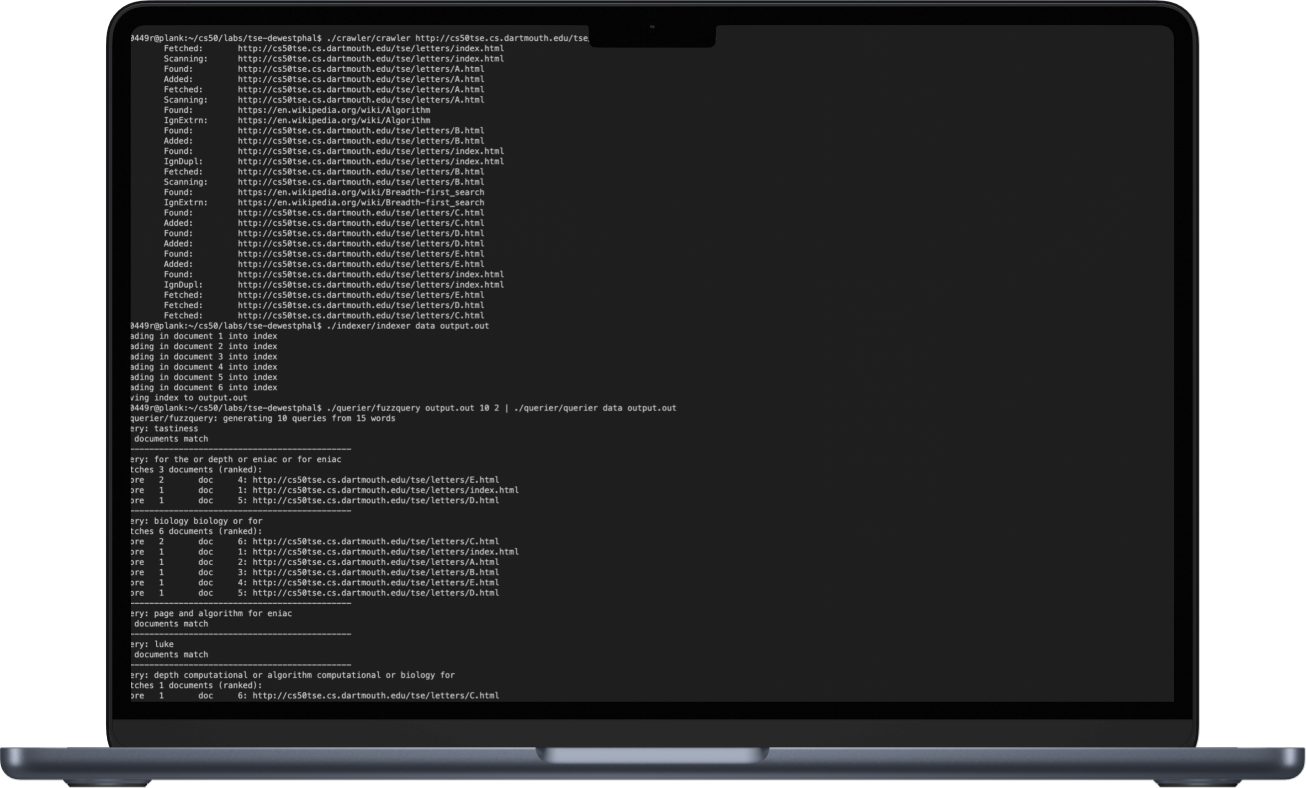 0449r@plank:~/cs50/labs/tse-dewestphal$ ./crawler/crawler http://cs50tse.cs.dartmouth.edu/tse
Fetched: http://cs50tse.cs.dartmouth.edu/tse/letters/index.html
Scanning: http://cs50tse.cs.dartmouth.edu/tse/letters/index.html
Found: http://cs50tse.cs.dartmouth.edu/tse/letters/A.html
Added: http://cs50tse.cs.dartmouth.edu/tse/letters/A.html
Fetched: http://cs50tse.cs.dartmouth.edu/tse/letters/A.html
Scanning: http://cs50tse.cs.dartmouth.edu/tse/letters/A.html
Found: https://en.wikipedia.org/wiki/Algorithm
IgnExtrn: https://en.wikipedia.org/wiki/Algorithm
Found: http://cs50tse.cs.dartmouth.edu/tse/letters/B.html
Added: http://cs50tse.cs.dartmouth.edu/tse/letters/B.html
Found: http://cs50tse.cs.dartmouth.edu/tse/letters/index.html
IgnDupl: http://cs50tse.cs.dartmouth.edu/tse/letters/index.html
Fetched: http://cs50tse.cs.dartmouth.edu/tse/letters/B.html
Scanning: http://cs50tse.cs.dartmouth.edu/tse/letters/B.html
Found: https://en.wikipedia.org/wiki/Breadth-first_search
IgnExtrn: https://en.wikipedia.org/wiki/Breadth-first_search
Found: http://cs50tse.cs.dartmouth.edu/tse/letters/C.html
Added: http://cs50tse.cs.dartmouth.edu/tse/letters/C.html
Found: http://cs50tse.cs.dartmouth.edu/tse/letters/D.html
Added: http://cs50tse.cs.dartmouth.edu/tse/letters/D.html
Found: http://cs50tse.cs.dartmouth.edu/tse/letters/E.html
Added: http://cs50tse.cs.dartmouth.edu/tse/letters/E.html
Found: http://cs50tse.cs.dartmouth.edu/tse/letters/index.html
IgnDupl: http://cs50tse.cs.dartmouth.edu/tse/letters/index.html
Fetched: http://cs50tse.cs.dartmouth.edu/tse/letters/E.html
Fetched: http://cs50tse.cs.dartmouth.edu/tse/letters/D.html
Fetched: http://cs50tse.cs.dartmouth.edu/tse/letters/C.html
0449r@plank:~/cs50/labs/tse-dewestphal$ ./indexer/indexer data output.out
ading in document 1 into index
ading in document 2 into index
ading in document 3 into index
ading in document 4 into index
ading in document 5 into index
ading in document 6 into index
ving index to output.out
0449r@plank:~/cs50/labs/tse-dewestphal$ ./querier/fuzzquery output.out 10 2 | ./querier/querier data output.out
querier/fuzzquery: generating 10 queries from 15 words
ery: tastiness
documents match
ery: for the or depth or eniac or for eniac
tches 3 documents (ranked):
ore 2 doc 4: http://cs50tse.cs.dartmouth.edu/tse/letters/E.html
ore 1 doc 1: http://cs50tse.cs.dartmouth.edu/tse/letters/index.html
ore 1 doc 5: http://cs50tse.cs.dartmouth.edu/tse/letters/D.html
ery: biology biology or for
tches 6 documents (ranked):
ore 2 doc 6: http://cs50tse.cs.dartmouth.edu/tse/letters/C.html
ore 1 doc 1: http://cs50tse.cs.dartmouth.edu/tse/letters/index.html
ore 1 doc 2: http://cs50tse.cs.dartmouth.edu/tse/letters/A.html
ore 1 doc 3: http://cs50tse.cs.dartmouth.edu/tse/letters/B.html
ore 1 doc 4: http://cs50tse.cs.dartmouth.edu/tse/letters/E.html
ore 1 doc 5: http://cs50tse.cs.dartmouth.edu/tse/letters/D.html
ery: page and algorithm for eniac
documents match
ery: luke
documents match
ery: depth computational or algorithm computational or biology for
tches 1 documents (ranked):
ore 1 doc 6: http://cs50tse.cs.dartmouth.edu/tse/letters/C.html